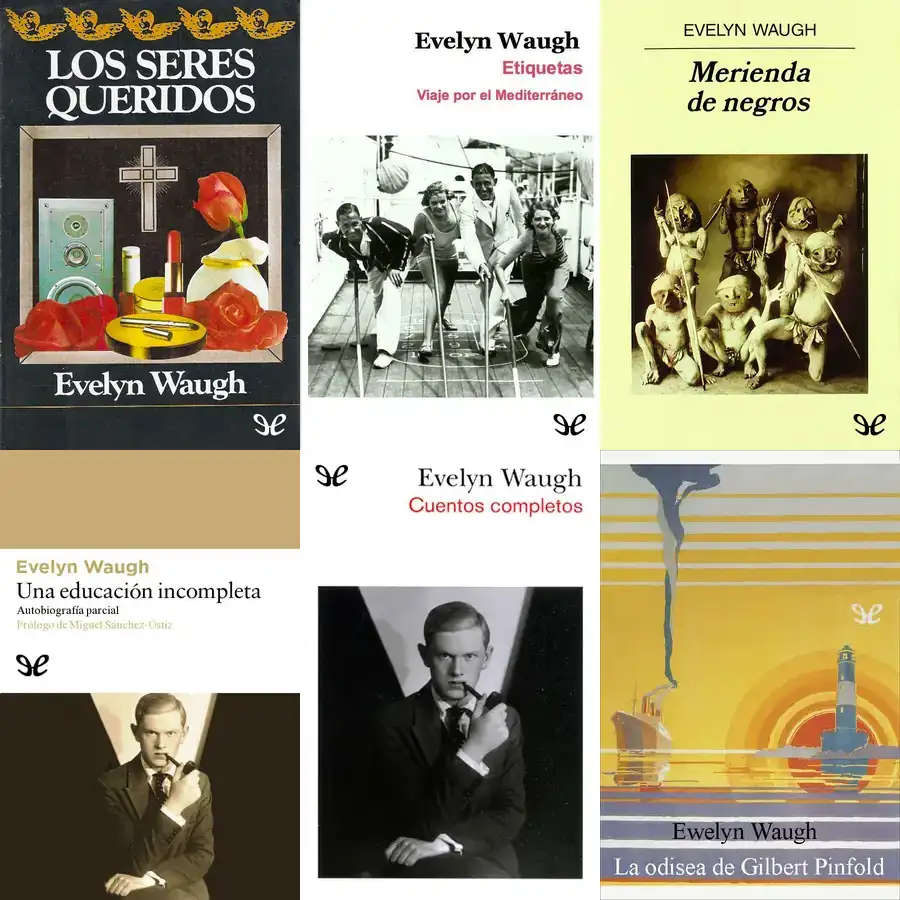 LOS SERES
QUERIDOS
Evelyn Waugh
Evelyn Waugh
Etiquetas
Viaje por el Mediterráneo
EVELYN WAUGH
Merienda
de negros
Evelyn Waugh
Una educación incompleta
Autobiografía parcial
Prólogo de Miguel Sánchez-Ostiz
Evelyn Waugh
Cuentos completos
Ewelyn Waugh
La odisea de Gilbert Pinfold